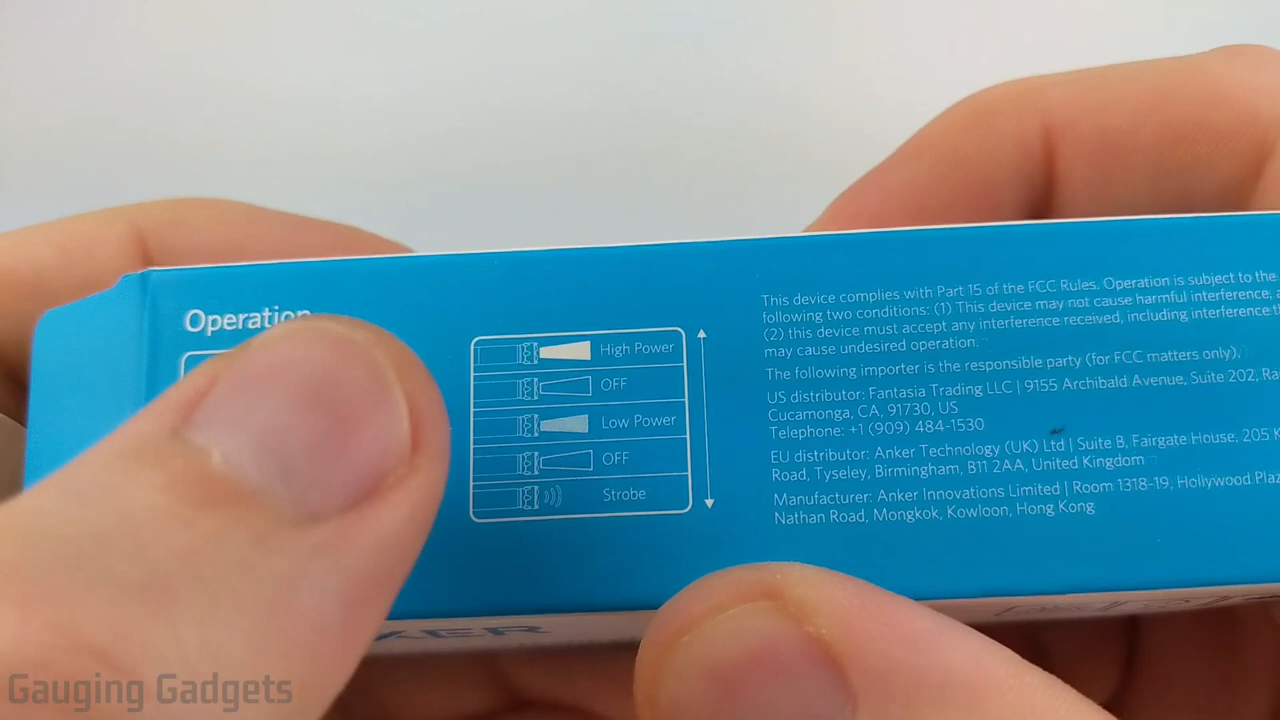 Operation
High Power
OFF
Low Power
OFF
Strobe
This device complies with Part 15 of the FCC Rules. Operation is subject to the
following two conditions: (1) This device may not cause harmful interference,
(2) this device must accept any interference received, including interference
may cause undesired operation.
The following importer is the responsible party (for FCC matters only).
US distributor: Fantasia Trading LLC | 9155 Archibald Avenue, Suite 202,
Cucamonga, CA, 91730, US
Telephone: +1 (909) 484-1530
EU distributor: Anker Technology (UK) Ltd | Suite B, Fairgate House, 205
Road, Tyseley, Birmingham, B11 2AA, United Kingdom
Manufacturer: Anker Innovations Limited | Room 1318-19, Hollywood
Nathan Road, Mongkok, Kowloon, Hong Kong
KER
Gauging Gadgets